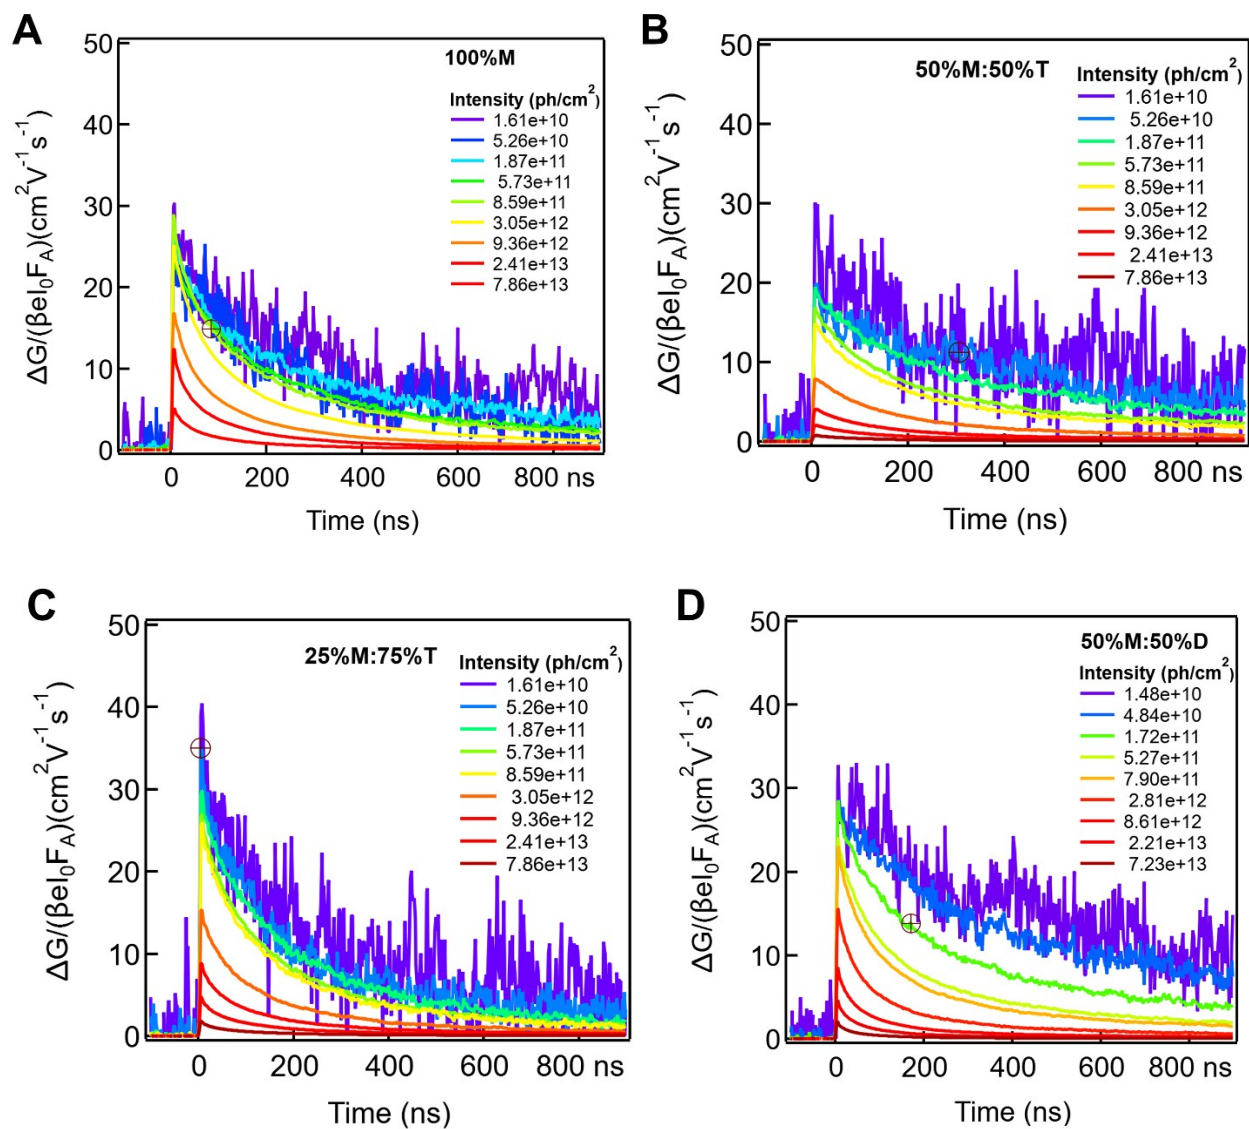 A
ΔG/(βeI₀F_A)(cm²V⁻¹s⁻¹)
50
40
30
20
10
0
100%M
Intensity (ph/cm²)
1.61e+10
5.26e+10
1.87e+11
5.73e+11
8.59e+11
3.05e+12
9.36e+12
2.41e+13
7.86e+13
0 200 400 600 800 ns
Time (ns)
B
ΔG/(βeI₀F_A)(cm²V⁻¹s⁻¹)
50
40
30
20
10
0
50%M:50%T
Intensity (ph/cm²)
1.61e+10
5.26e+10
1.87e+11
5.73e+11
8.59e+11
3.05e+12
9.36e+12
2.41e+13
7.86e+13
0 200 400 600 800 ns
Time (ns)
C
ΔG/(βeI₀F_A)(cm²V⁻¹s⁻¹)
50
40
30
20
10
0
25%M:75%T
Intensity (ph/cm²)
1.61e+10
5.26e+10
1.87e+11
5.73e+11
8.59e+11
3.05e+12
9.36e+12
2.41e+13
7.86e+13
0 200 400 600 800 ns
Time (ns)
D
ΔG/(βeI₀F_A)(cm²V⁻¹s⁻¹)
50
40
30
20
10
0
50%M:50%D
Intensity (ph/cm²)
1.48e+10
4.84e+10
1.72e+11
5.27e+11
7.90e+11
2.81e+12
8.61e+12
2.21e+13
7.23e+13
0 200 400 600 800 ns
Time (ns)